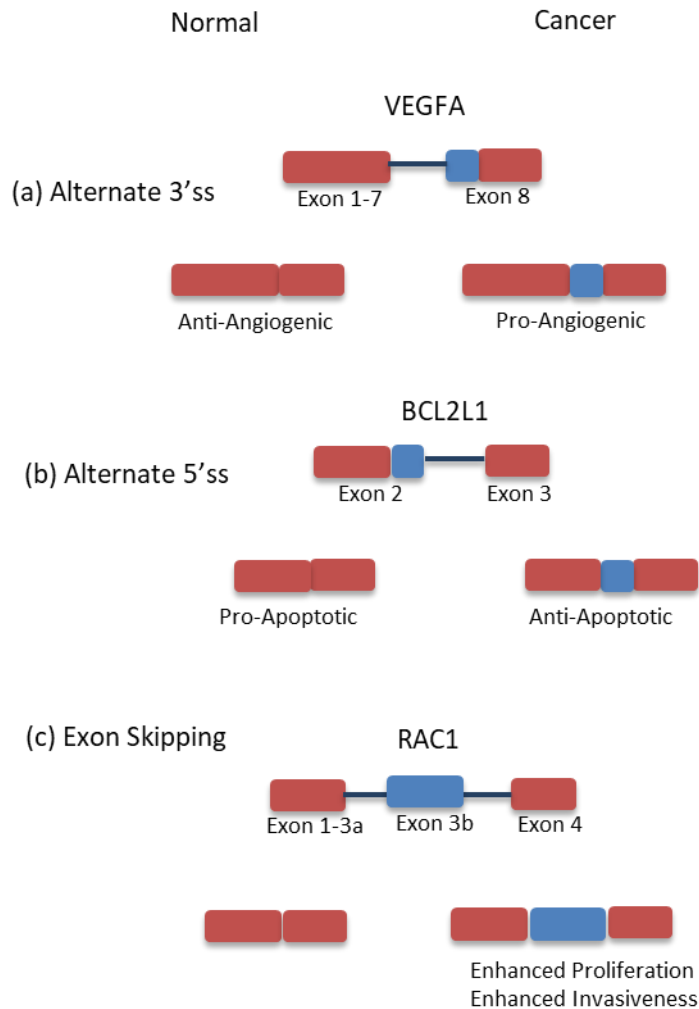 Normal Cancer
VEGFA
(a) Alternate 3'ss
Exon 1-7 Exon 8
Anti-Angiogenic Pro-Angiogenic
BCL2L1
(b) Alternate 5'ss
Exon 2 Exon 3
Pro-Apoptotic Anti-Apoptotic
(c) Exon Skipping RAC1
Exon 1-3a Exon 3b Exon 4
Enhanced Proliferation
Enhanced Invasiveness